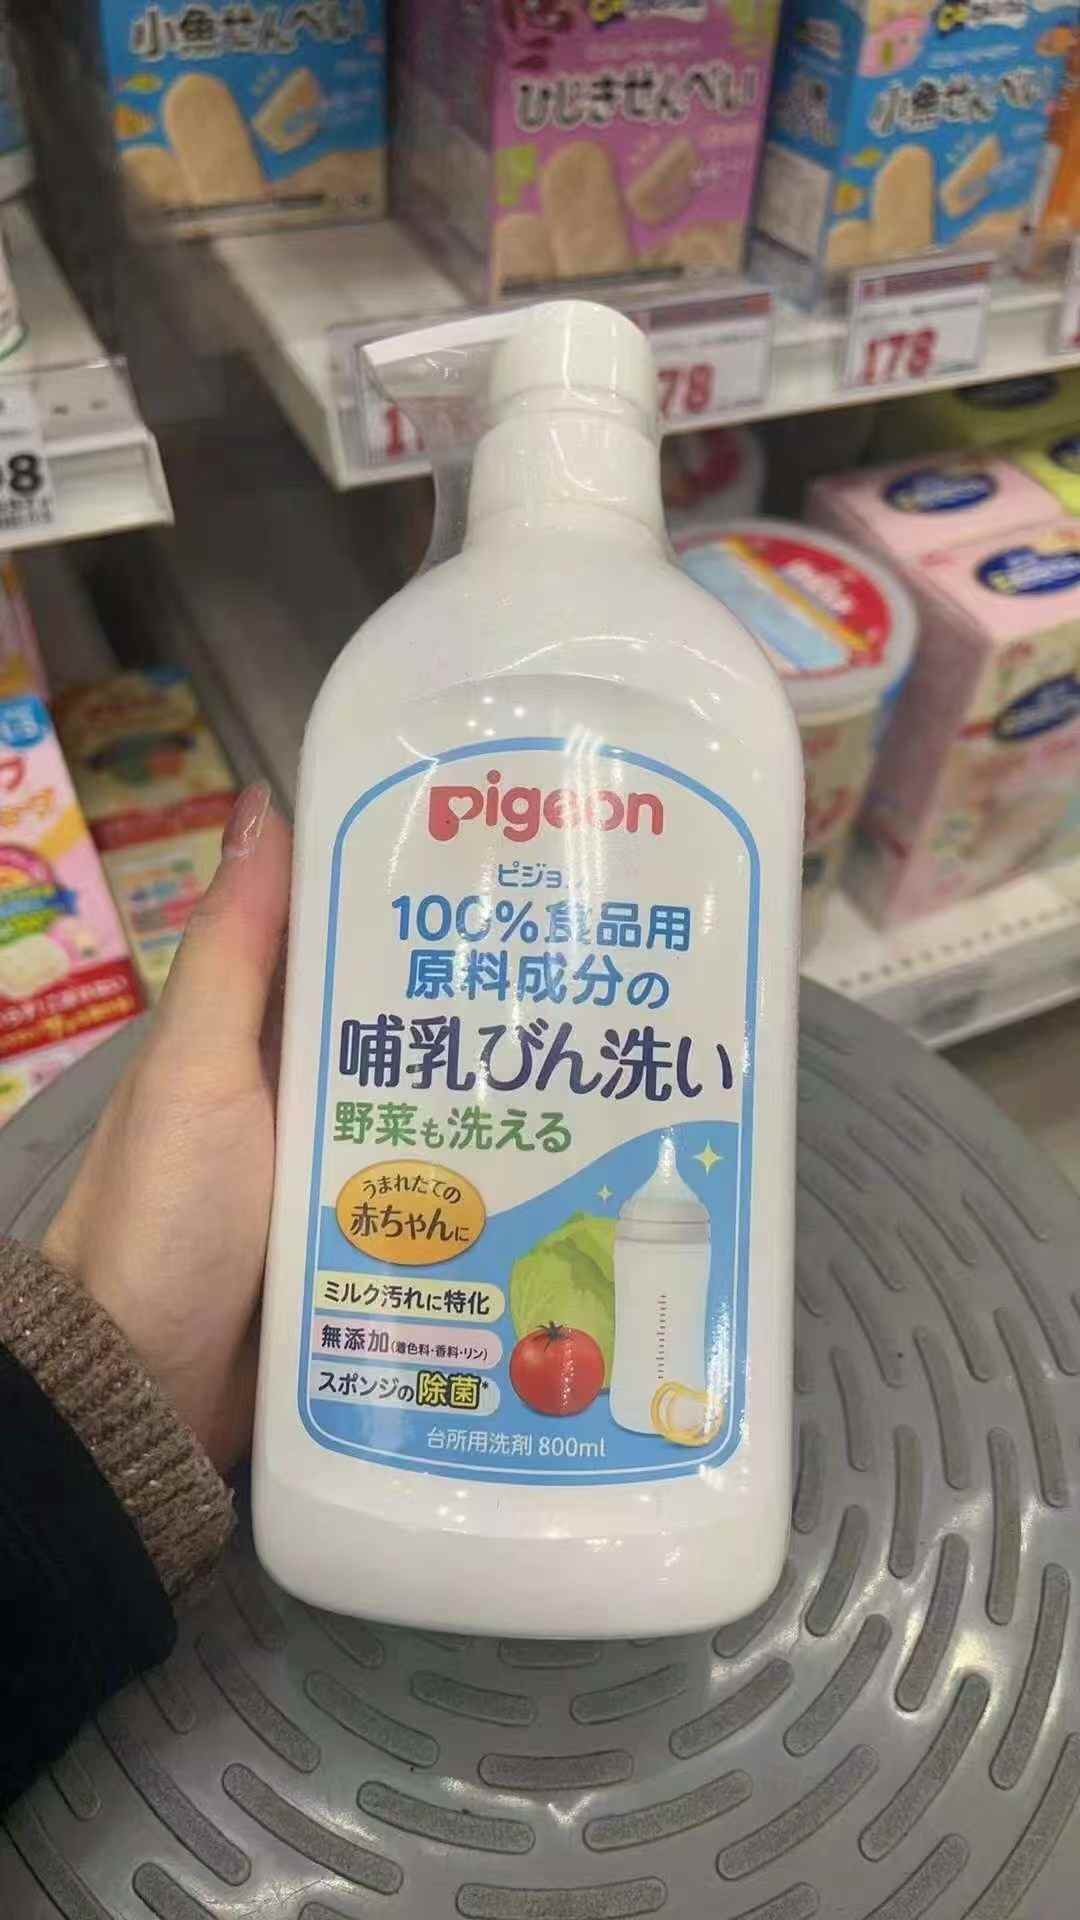 小魚せんべい
ひじきせんべい
小魚せんべい
78
178
98
pigeon
ピジョン
100%食品用
原料成分の
哺乳びん洗い
野菜も洗える
うまれたての
赤ちゃんに
ミルク汚れに特化
無添加(着色料・香料・リン)
スポンジの除菌*
台所用洗剤 800ml